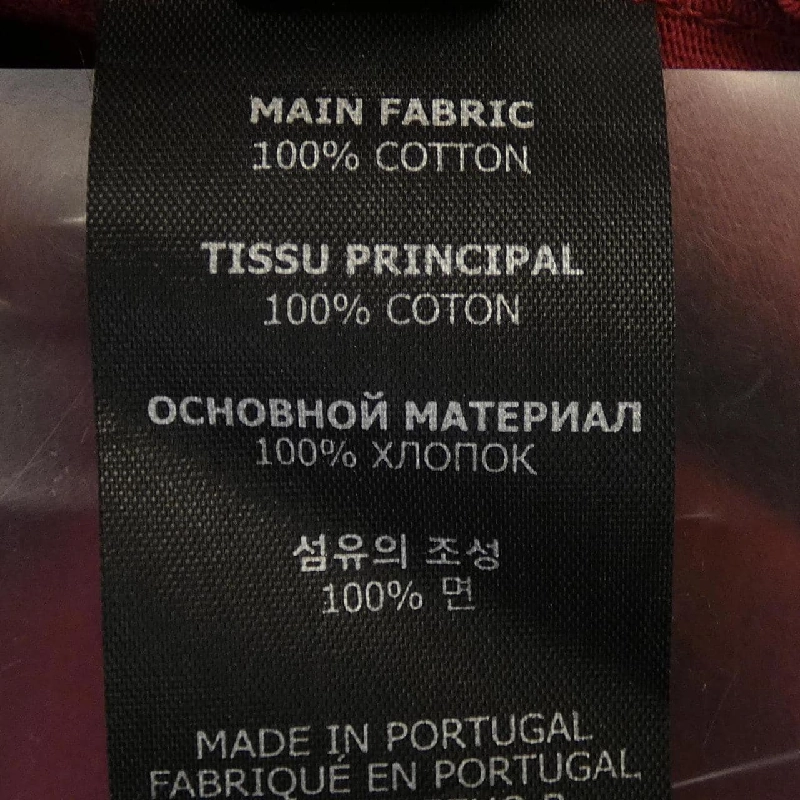 MAIN FABRIC
100% COTTON
TISSU PRINCIPAL
100% COTON
ОСНОВНОЙ МАТЕРИАЛ
100% ХЛОПОК
섬유의 조성
100% 면
MADE IN PORTUGAL
FABRIQUÉ EN PORTUGAL